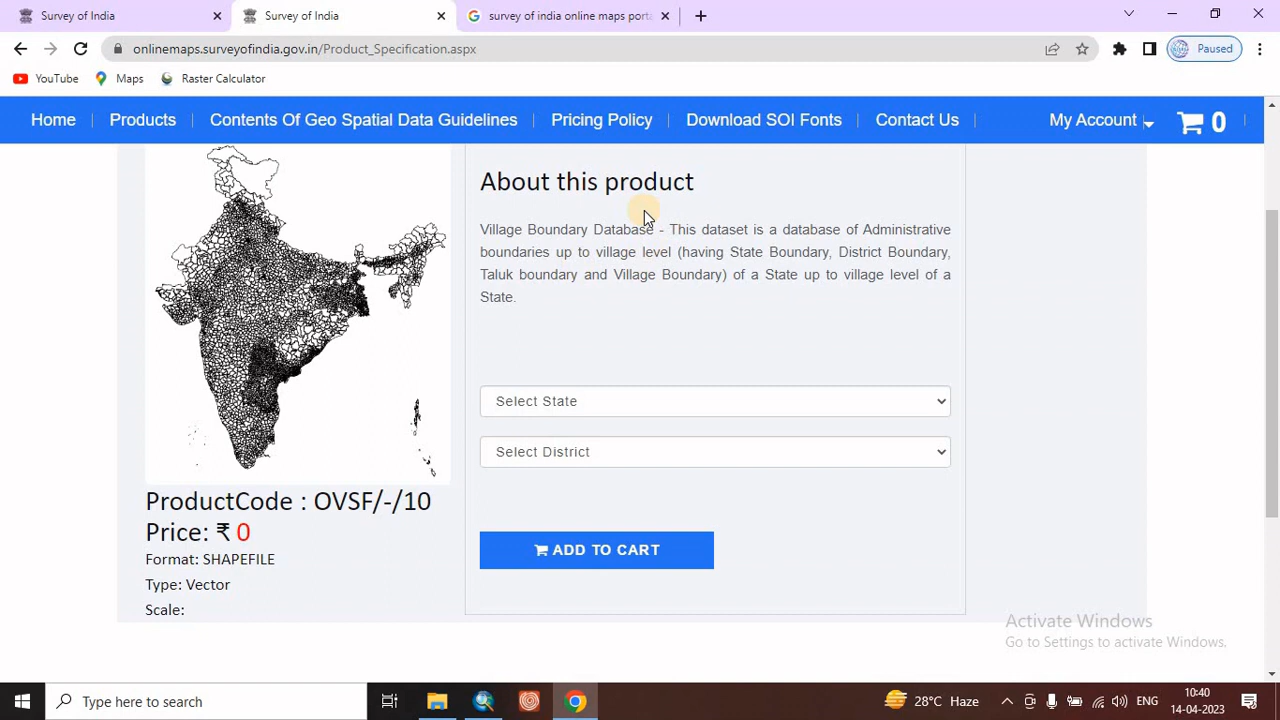 Survey of India
Survey of India
survey of india online maps porta
onlinemaps.surveyofindia.gov.in/Product_Specification.aspx
Paused
YouTube
Maps
Raster Calculator
Home
Products
Contents Of Geo Spatial Data Guidelines
Pricing Policy
Download SOI Fonts
Contact Us
My Account
0
About this product
Village Boundary Database - This dataset is a database of Administrative
boundaries up to village level (having State Boundary, District Boundary,
Taluk boundary and Village Boundary) of a State up to village level of a
State.
Select State
Select District
ADD TO CART
ProductCode : OVSF/-/10
Price: ₹ 0
Format: SHAPEFILE
Type: Vector
Scale:
Activate Windows
Go to Settings to activate Windows.
Type here to search
28°C Haze
ENG
10:40
14-04-2023